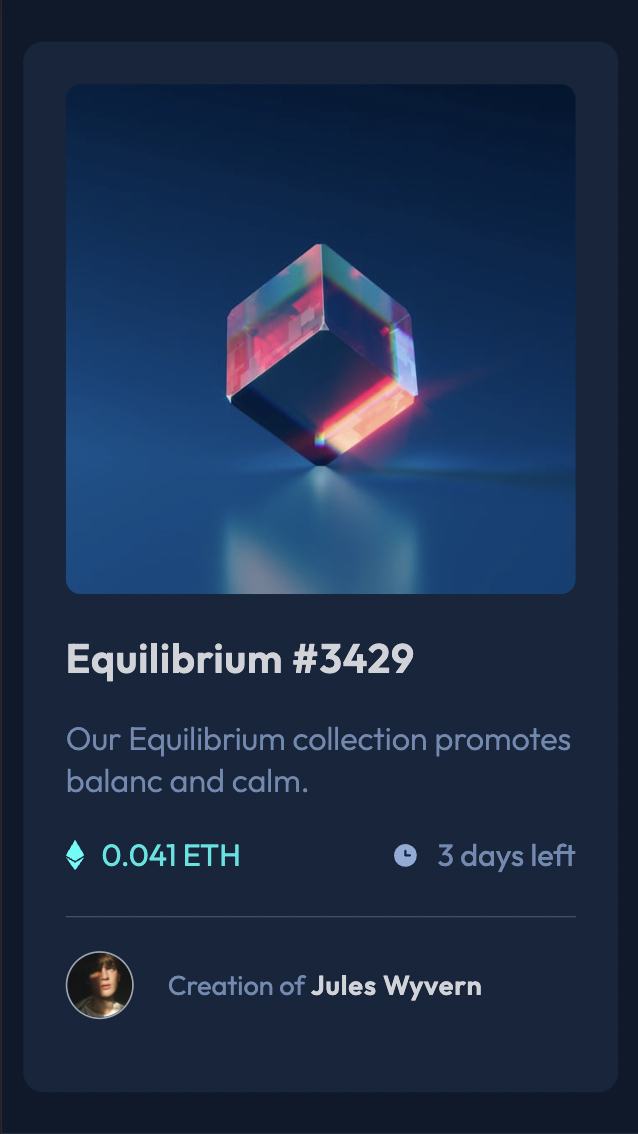 Equilibrium #3429
Our Equilibrium collection promotes
balanc and calm.
0.041 ETH
3 days left
Creation of Jules Wyvern